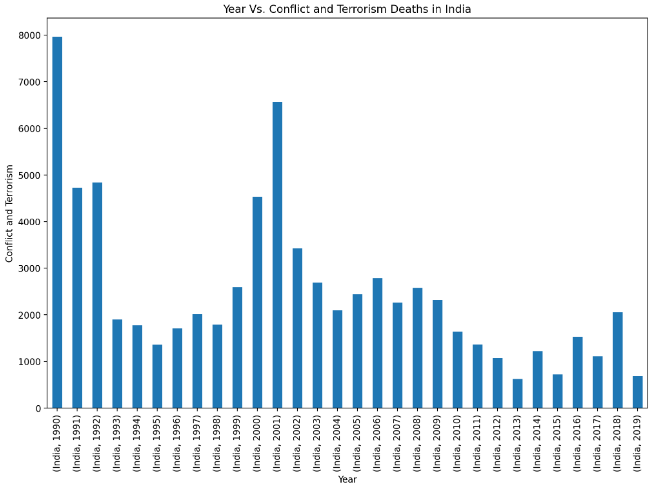 Year Vs. Conflict and Terrorism Deaths in India
Conflict and Terrorism
8000
7000
6000
5000
4000
3000
2000
1000
0
(India, 1990)
(India, 1991)
(India, 1992)
(India, 1993)
(India, 1994)
(India, 1995)
(India, 1996)
(India, 1997)
(India, 1998)
(India, 1999)
(India, 2000)
(India, 2001)
(India, 2002)
(India, 2003)
(India, 2004)
(India, 2005)
(India, 2006)
(India, 2007)
(India, 2008)
(India, 2009)
(India, 2010)
(India, 2011)
(India, 2012)
(India, 2013)
(India, 2014)
(India, 2015)
(India, 2016)
(India, 2017)
(India, 2018)
(India, 2019)
Year